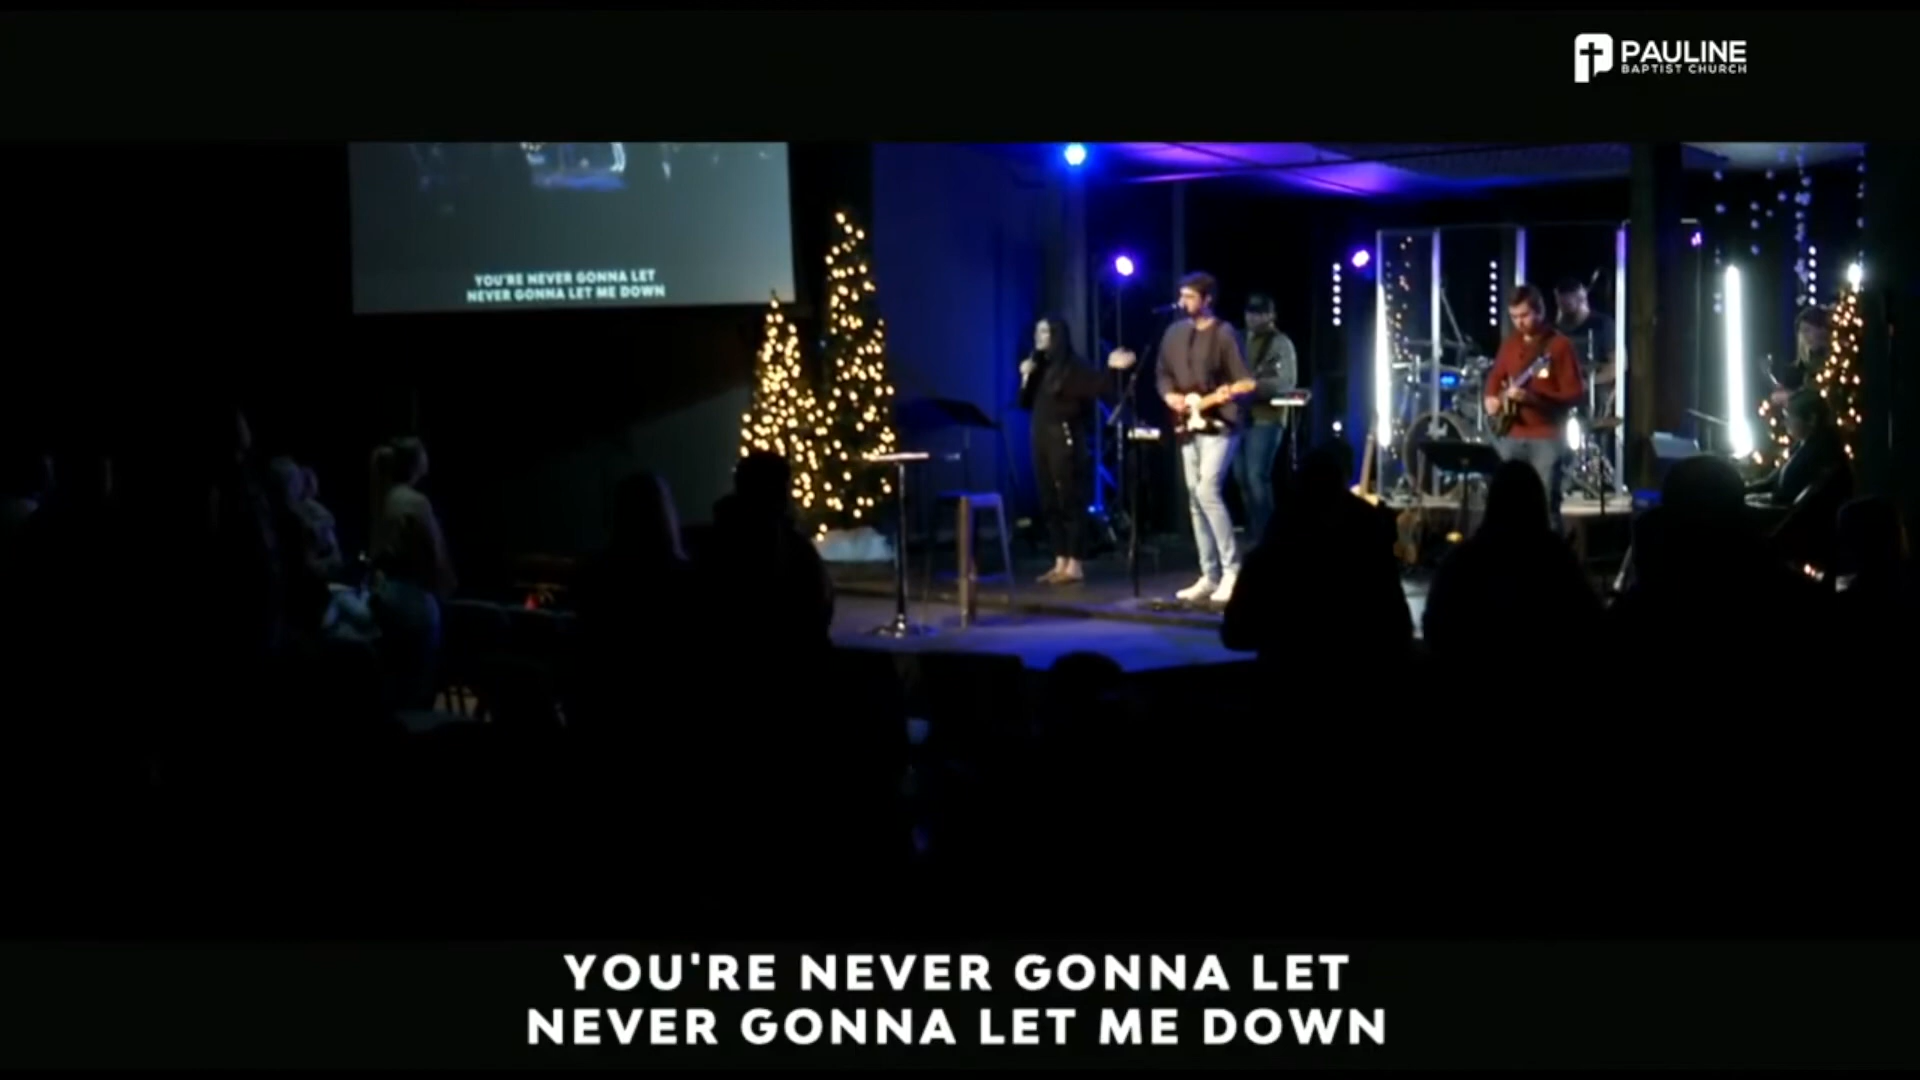 PAULINE
BAPTIST CHURCH
YOU'RE NEVER GONNA LET
NEVER GONNA LET ME DOWN
YOU'RE NEVER GONNA LET
NEVER GONNA LET ME DOWN